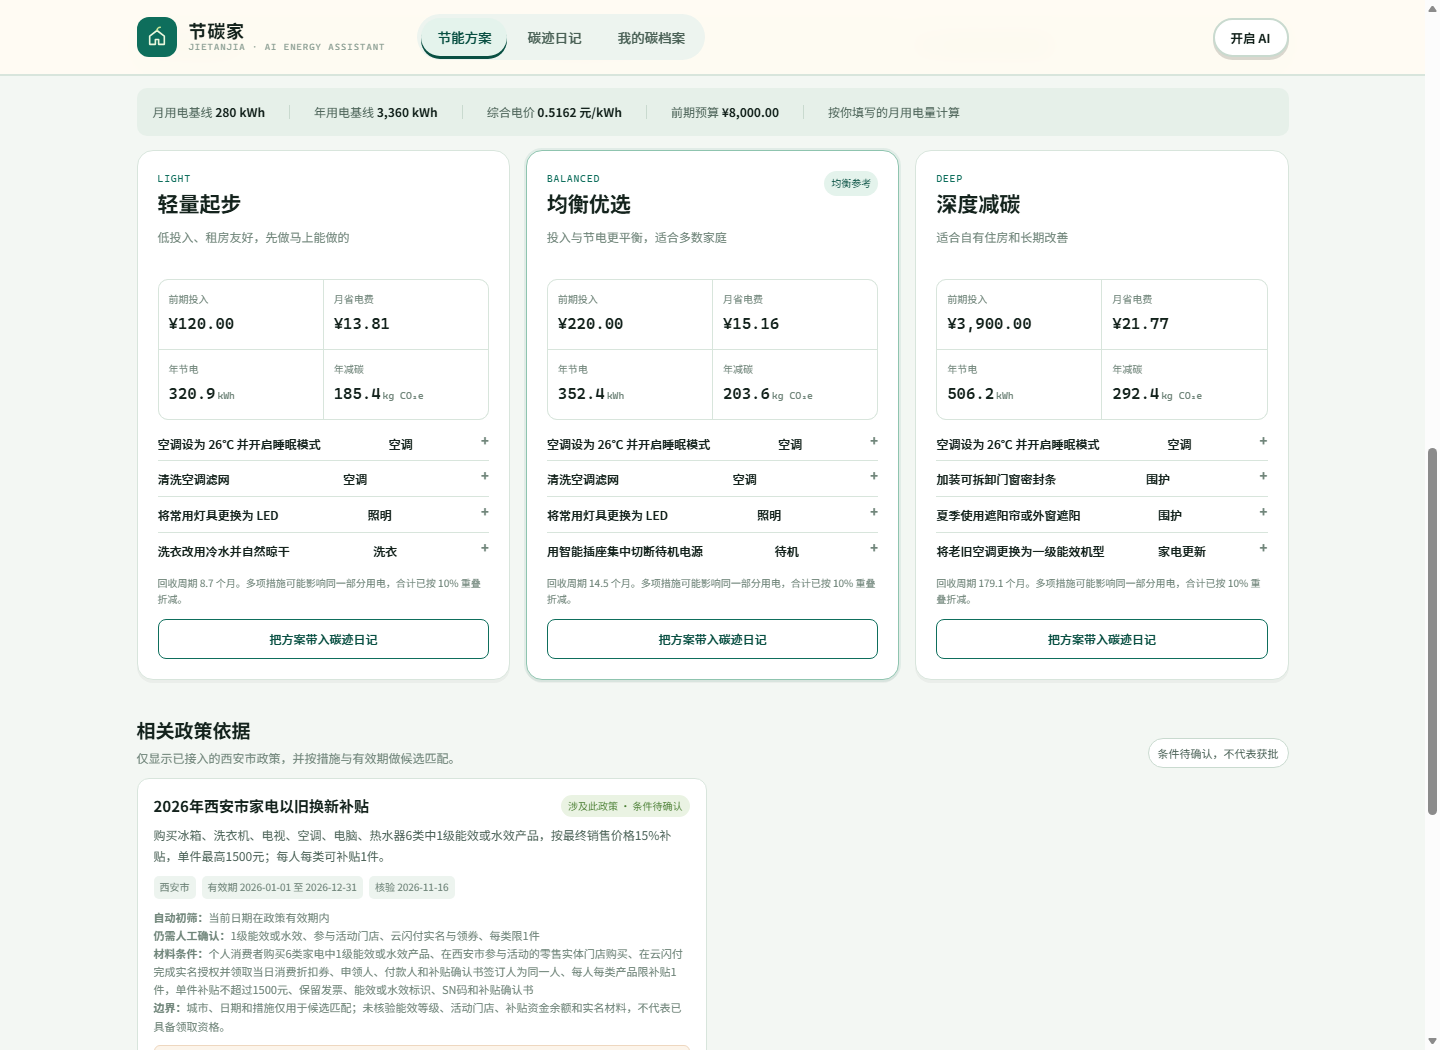 节碳家
JIETANJIA · AI ENERGY ASSISTANT
节能方案
碳迹日记
我的碳档案
开启 AI
月用电基线 280 kWh
年用电基线 3,360 kWh
综合电价 0.5162 元/kWh
前期预算 ¥8,000.00
按你填写的月用电量计算
LIGHT
轻量起步
低投入、租房友好，先做马上能做的
前期投入
¥120.00
月省电费
¥13.81
年节电
320.9 kWh
年减碳
185.4 kg CO₂e
空调设为 26℃ 并开启睡眠模式 空调 +
清洗空调滤网 空调 +
将常用灯具更换为 LED 照明 +
洗衣改用冷水并自然晾干 洗衣 +
回收周期 8.7 个月。多项措施可能影响同一部分用电，合计已按 10% 重叠
折减。
把方案带入碳迹日记
BALANCED
均衡参考
均衡优选
投入与节电更平衡，适合多数家庭
前期投入
¥220.00
月省电费
¥15.16
年节电
352.4 kWh
年减碳
203.6 kg CO₂e
空调设为 26℃ 并开启睡眠模式 空调 +
清洗空调滤网 空调 +
将常用灯具更换为 LED 照明 +
用智能插座集中切断待机电源 待机 +
回收周期 14.5 个月。多项措施可能影响同一部分用电，合计已按 10% 重叠
折减。
把方案带入碳迹日记
DEEP
深度减碳
适合自有住房和长期改善
前期投入
¥3,900.00
月省电费
¥21.77
年节电
506.2 kWh
年减碳
292.4 kg CO₂e
空调设为 26℃ 并开启睡眠模式 空调 +
加装可拆卸门窗密封条 围护 +
夏季使用遮阳帘或外窗遮阳 围护 +
将老旧空调更换为一级能效机型 家电更新 +
回收周期 179.1 个月。多项措施可能影响同一部分用电，合计已按 10% 重
叠折减。
把方案带入碳迹日记
相关政策依据
仅显示已接入的西安市政策，并按措施与有效期做候选匹配。
条件待确认，不代表获批
2026年西安市家电以旧换新补贴
涉及此政策 · 条件待确认
购买冰箱、洗衣机、电视、空调、电脑、热水器6类中1级能效或水效产品，按最终销售价格15%补
贴，单件最高1500元；每人每类可补贴1件。
西安市
有效期 2026-01-01 至 2026-12-31
核验 2026-11-16
自动初筛：当前日期在政策有效期内
仍需人工确认：1级能效或水效、参与活动门店、云闪付实名与领券、每类限1件
材料条件：个人消费者购买6类家电中1级能效或水效产品、在西安市参与活动的零售实体门店购买、在云闪付
完成实名授权并领取当日消费折扣券、申领人、付款人和补贴确认书签订人为同一人、每人每类产品限补贴1
件，单件补贴不超过1500元、保留发票、能效或水效标识、SN码和补贴确认书
边界：城市、日期和措施仅用于候选匹配；未核验能效等级、活动门店、补贴资金余额和实名材料，不代表已
具备领取资格。